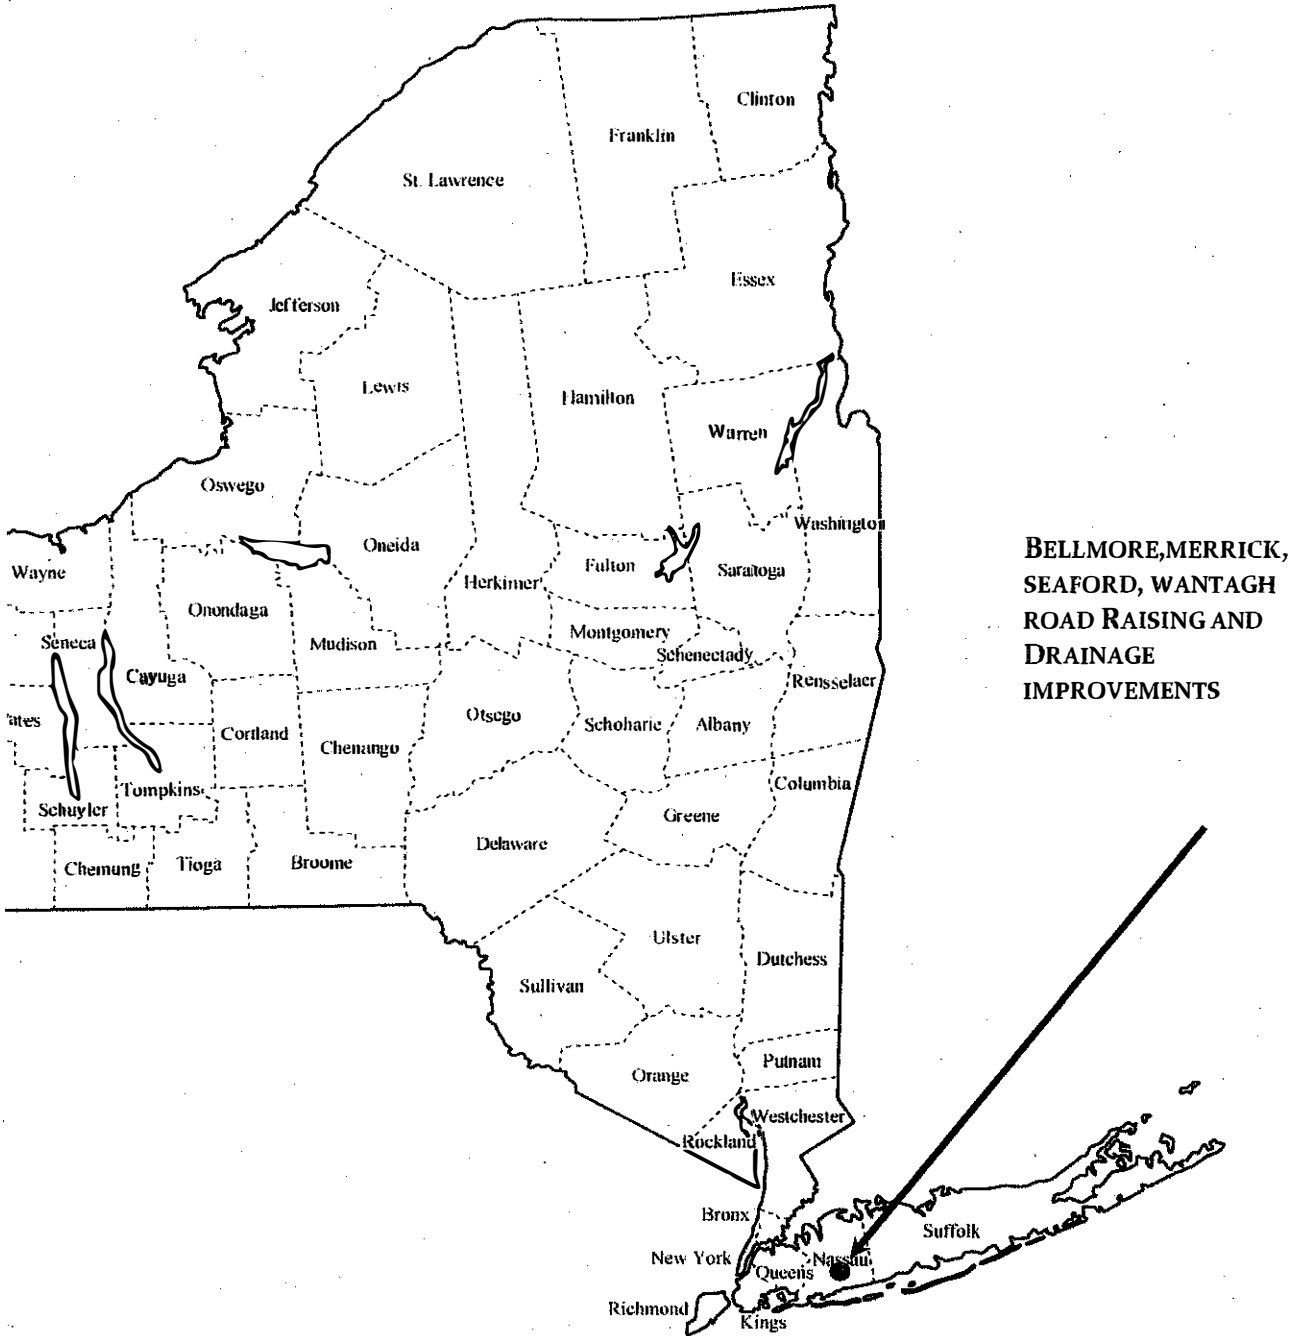 Clinton
Franklin
St. Lawrence
Essex
Jefferson
Lewis
Hamilton
Warren
Oswego
Washington
Oneida
Wayne
Fulton
Saratoga
Herkimer
Onondaga
BELLMORE,MERRICK,
SEAFORD, WANTAGH
ROAD RAISING AND
DRAINAGE
IMPROVEMENTS
Seneca
Madison
Montgomery
Schenectady
Cayuga
Rensselaer
ates
Otsego
Schoharie
Albany
Cortland
Chenango
Columbia
Tompkins
Schuyler
Greene
Delaware
Chemung
Tioga
Broome
Ulster
Dutchess
Sullivan
Putnam
Orange
Westchester
Rockland
Bronx
Suffolk
New York
Nassau
Queens
Richmond
Kings